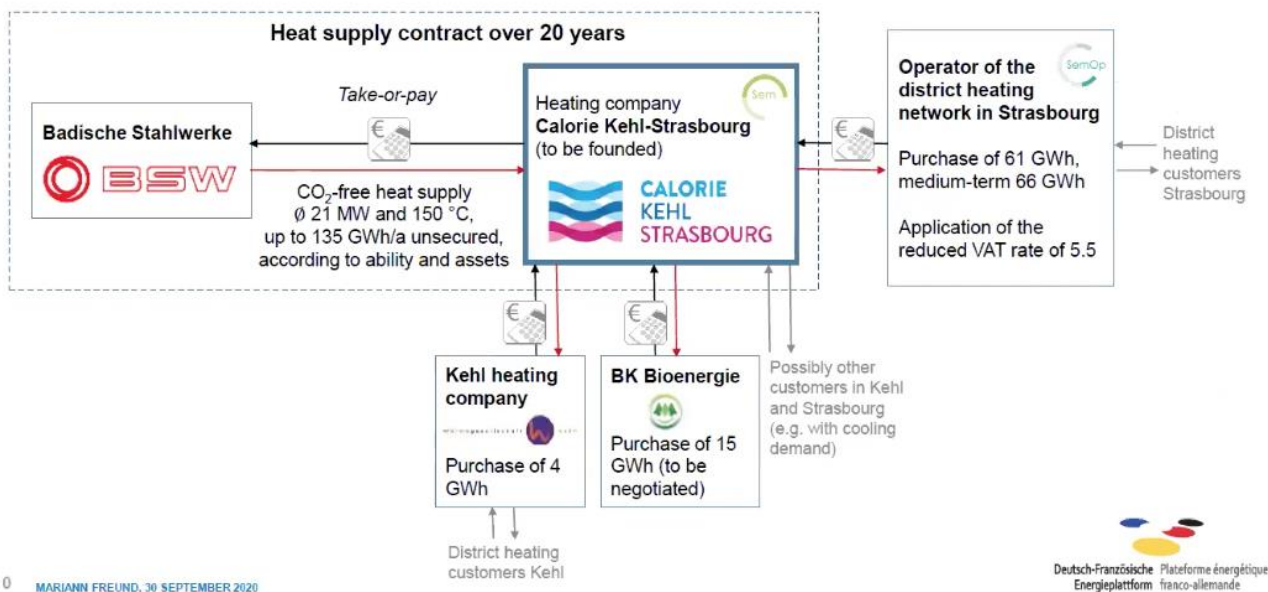 Heat supply contract over 20 years
Take-or-pay
Badische Stahlwerke
BSW
CO₂-free heat supply
Ø 21 MW and 150 °C,
up to 135 GWh/a unsecured,
according to ability and assets
Sem
Heating company
Calorie Kehl-Strasbourg
(to be founded)
CALORIE
KEHL
STRASBOURG
SemOp
Operator of the
district heating
network in Strasbourg
Purchase of 61 GWh,
medium-term 66 GWh
Application of the
reduced VAT rate of 5.5
District
heating
customers
Strasbourg
€
€
€
€
Kehl heating
company
Purchase of 4
GWh
BK Bioenergie
Purchase of 15
GWh (to be
negotiated)
Possibly other
customers in Kehl
and Strasbourg
(e.g. with cooling
demand)
District heating
customers Kehl
0 MARIANN FREUND, 30 SEPTEMBER 2020
Deutsch-Französische Plateforme énergétique
Energieplattform franco-allemande